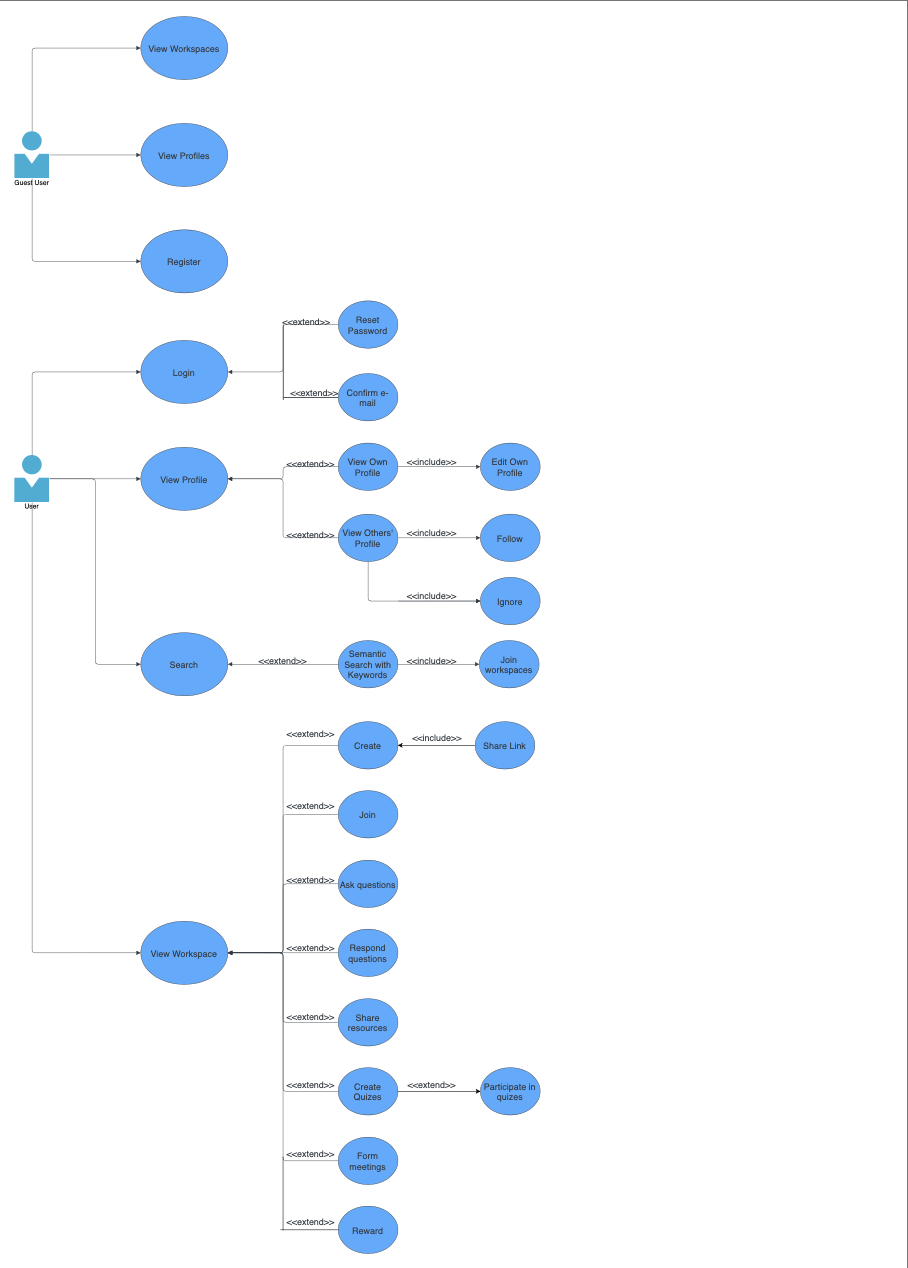 View Workspaces
View Profiles
Guest User
Register
<<extend>>
Reset
Password
Login
<<extend>>
Confirm e-
mail
View Profile
<<extend>>
View Own
Profile
<<include>>
Edit Own
Profile
User
<<extend>>
View Others'
Profile
<<include>>
Follow
<<include>>
Ignore
Search
<<extend>>
Semantic
Search with
Keywords
<<include>>
Join
workspaces
<<extend>>
Create
<<include>>
Share Link
<<extend>>
Join
<<extend>>
Ask questions
View Workspace
<<extend>>
Respond
questions
<<extend>>
Share
resources
<<extend>>
Create
Quizes
<<extend>>
Participate in
quizes
<<extend>>
Form
meetings
<<extend>>
Reward